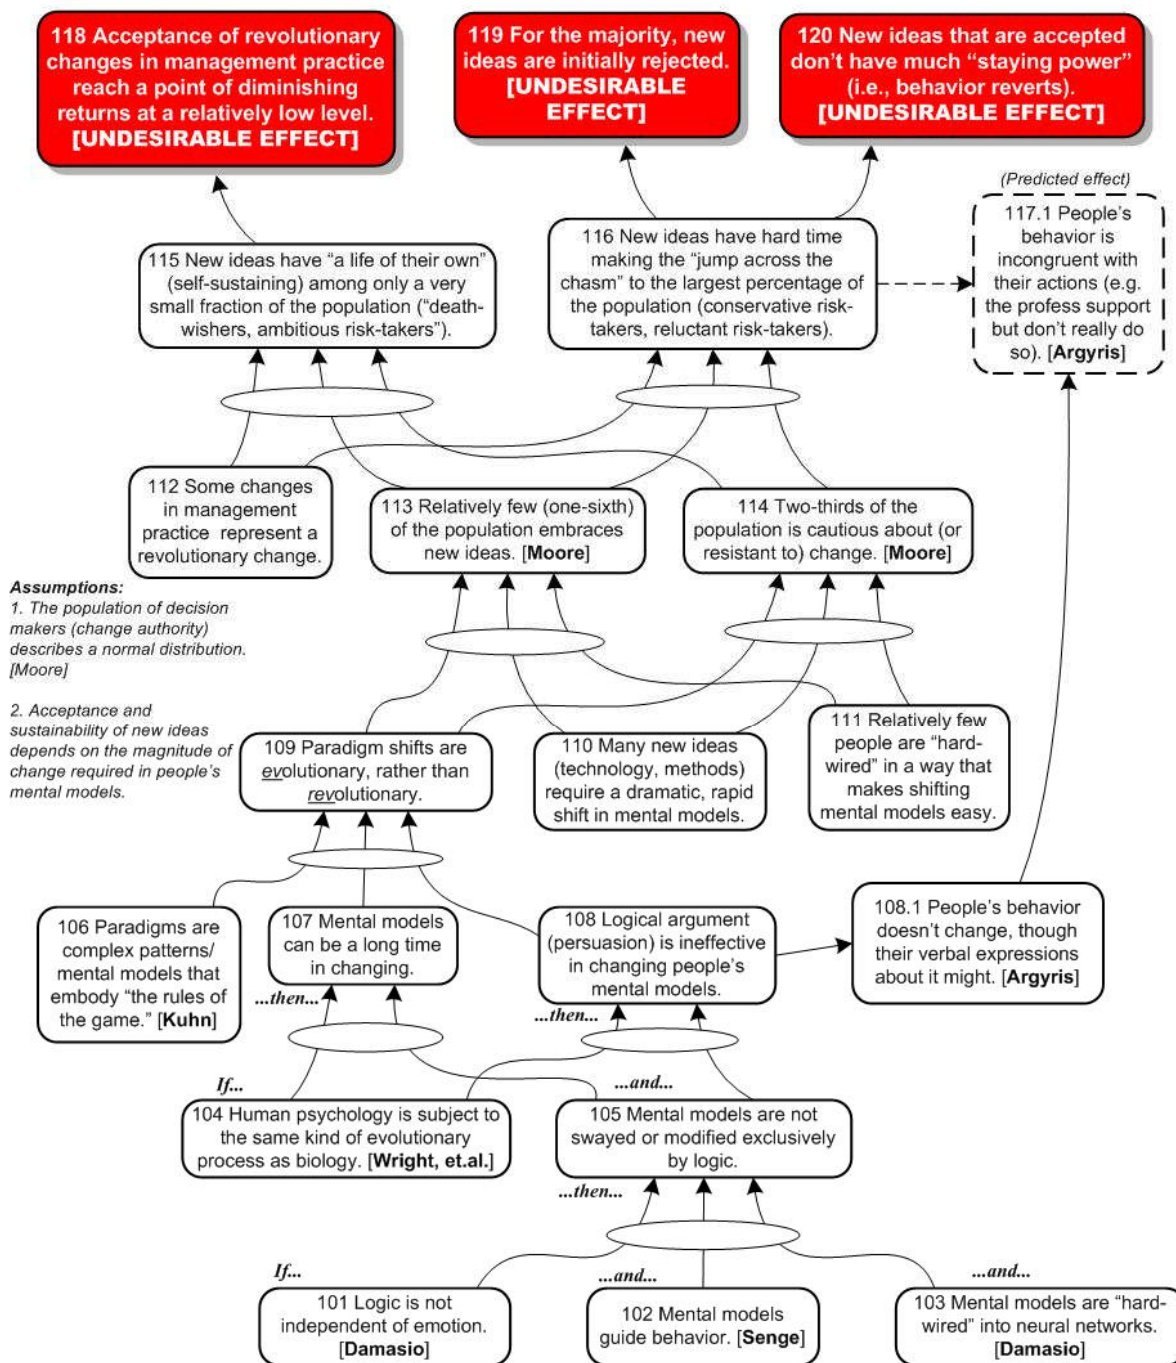 118 Acceptance of revolutionary
changes in management practice
reach a point of diminishing
returns at a relatively low level.
[UNDESIRABLE EFFECT]
119 For the majority, new
ideas are initially rejected.
[UNDESIRABLE
EFFECT]
120 New ideas that are accepted
don't have much “staying power”
(i.e., behavior reverts).
[UNDESIRABLE EFFECT]
(Predicted effect)
117.1 People's
behavior is
incongruent with
their actions (e.g.
the profess support
but don't really do
so). [Argyris]
115 New ideas have “a life of their own”
(self-sustaining) among only a very
small fraction of the population (“death-
wishers, ambitious risk-takers”).
116 New ideas have hard time
making the “jump across the
chasm” to the largest percentage of
the population (conservative risk-
takers, reluctant risk-takers).
112 Some changes
in management
practice represent a
revolutionary change.
113 Relatively few (one-sixth)
of the population embraces
new ideas. [Moore]
114 Two-thirds of the
population is cautious about (or
resistant to) change. [Moore]
Assumptions:
1. The population of decision
makers (change authority)
describes a normal distribution.
[Moore]
2. Acceptance and
sustainability of new ideas
depends on the magnitude of
change required in people's
mental models.
109 Paradigm shifts are
evolutionary, rather than
revolutionary.
110 Many new ideas
(technology, methods)
require a dramatic, rapid
shift in mental models.
111 Relatively few
people are “hard-
wired” in a way that
makes shifting
mental models easy.
106 Paradigms are
complex patterns/
mental models that
embody “the rules of
the game.” [Kuhn]
107 Mental models
can be a long time
in changing.
108 Logical argument
(persuasion) is ineffective
in changing people's
mental models.
108.1 People's behavior
doesn't change, though
their verbal expressions
about it might. [Argyris]
...then...
...then...
If...
...and...
104 Human psychology is subject to
the same kind of evolutionary
process as biology. [Wright, et.al.]
105 Mental models are not
swayed or modified exclusively
by logic.
...then...
If...
...and...
...and...
101 Logic is not
independent of emotion.
[Damasio]
102 Mental models
guide behavior. [Senge]
103 Mental models are “hard-
wired” into neural networks.
[Damasio]